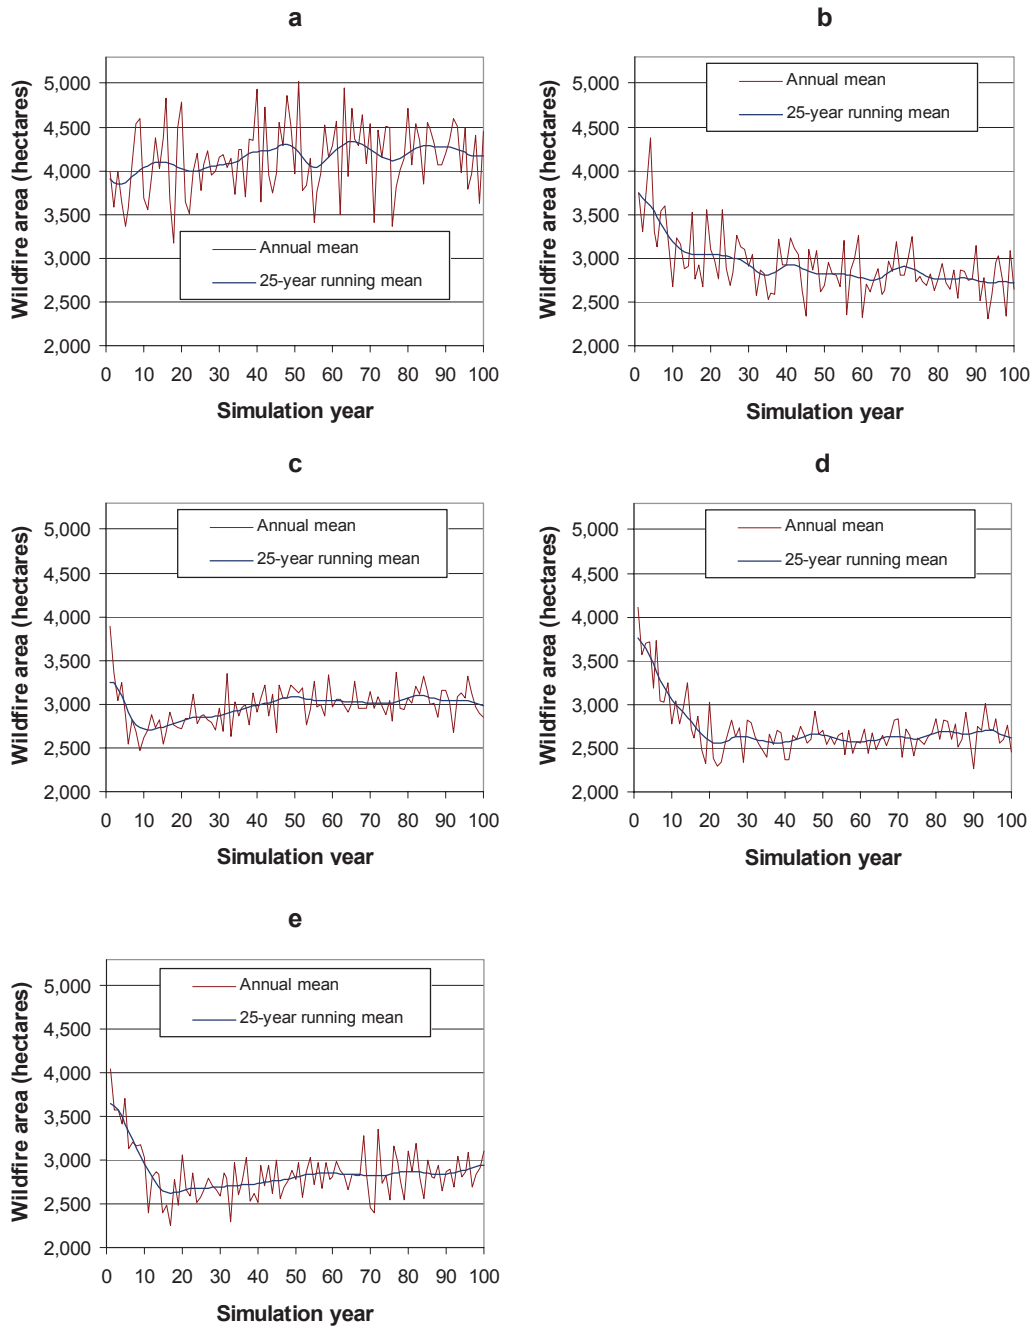 a
Wildfire area (hectares)
5,000
4,500
4,000
3,500
3,000
2,500
2,000
Annual mean
25-year running mean
0 10 20 30 40 50 60 70 80 90 100
Simulation year
b
Wildfire area (hectares)
5,000
4,500
4,000
3,500
3,000
2,500
2,000
Annual mean
25-year running mean
0 10 20 30 40 50 60 70 80 90 100
Simulation year
c
Wildfire area (hectares)
5,000
4,500
4,000
3,500
3,000
2,500
2,000
Annual mean
25-year running mean
0 10 20 30 40 50 60 70 80 90 100
Simulation year
d
Wildfire area (hectares)
5,000
4,500
4,000
3,500
3,000
2,500
2,000
Annual mean
25-year running mean
0 10 20 30 40 50 60 70 80 90 100
Simulation year
e
Wildfire area (hectares)
5,000
4,500
4,000
3,500
3,000
2,500
2,000
Annual mean
25-year running mean
0 10 20 30 40 50 60 70 80 90 100
Simulation year